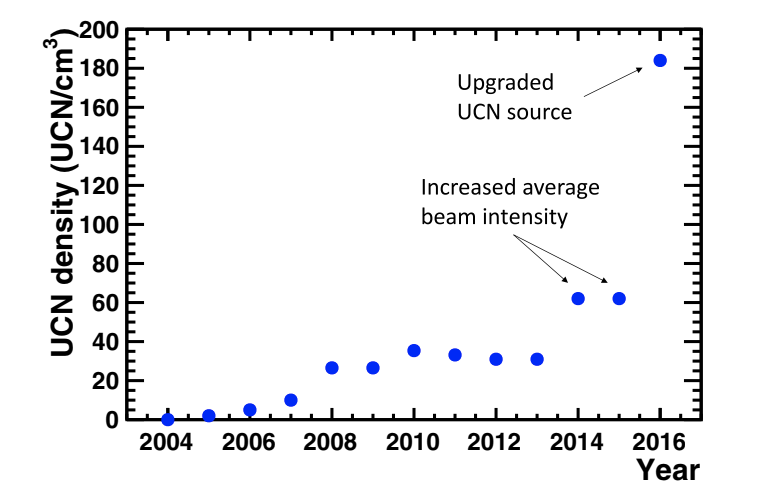 200
180
160
140
120
100
80
60
40
20
0
UCN density (UCN/cm³)
Upgraded
UCN source
Increased average
beam intensity
2004 2006 2008 2010 2012 2014 2016
Year